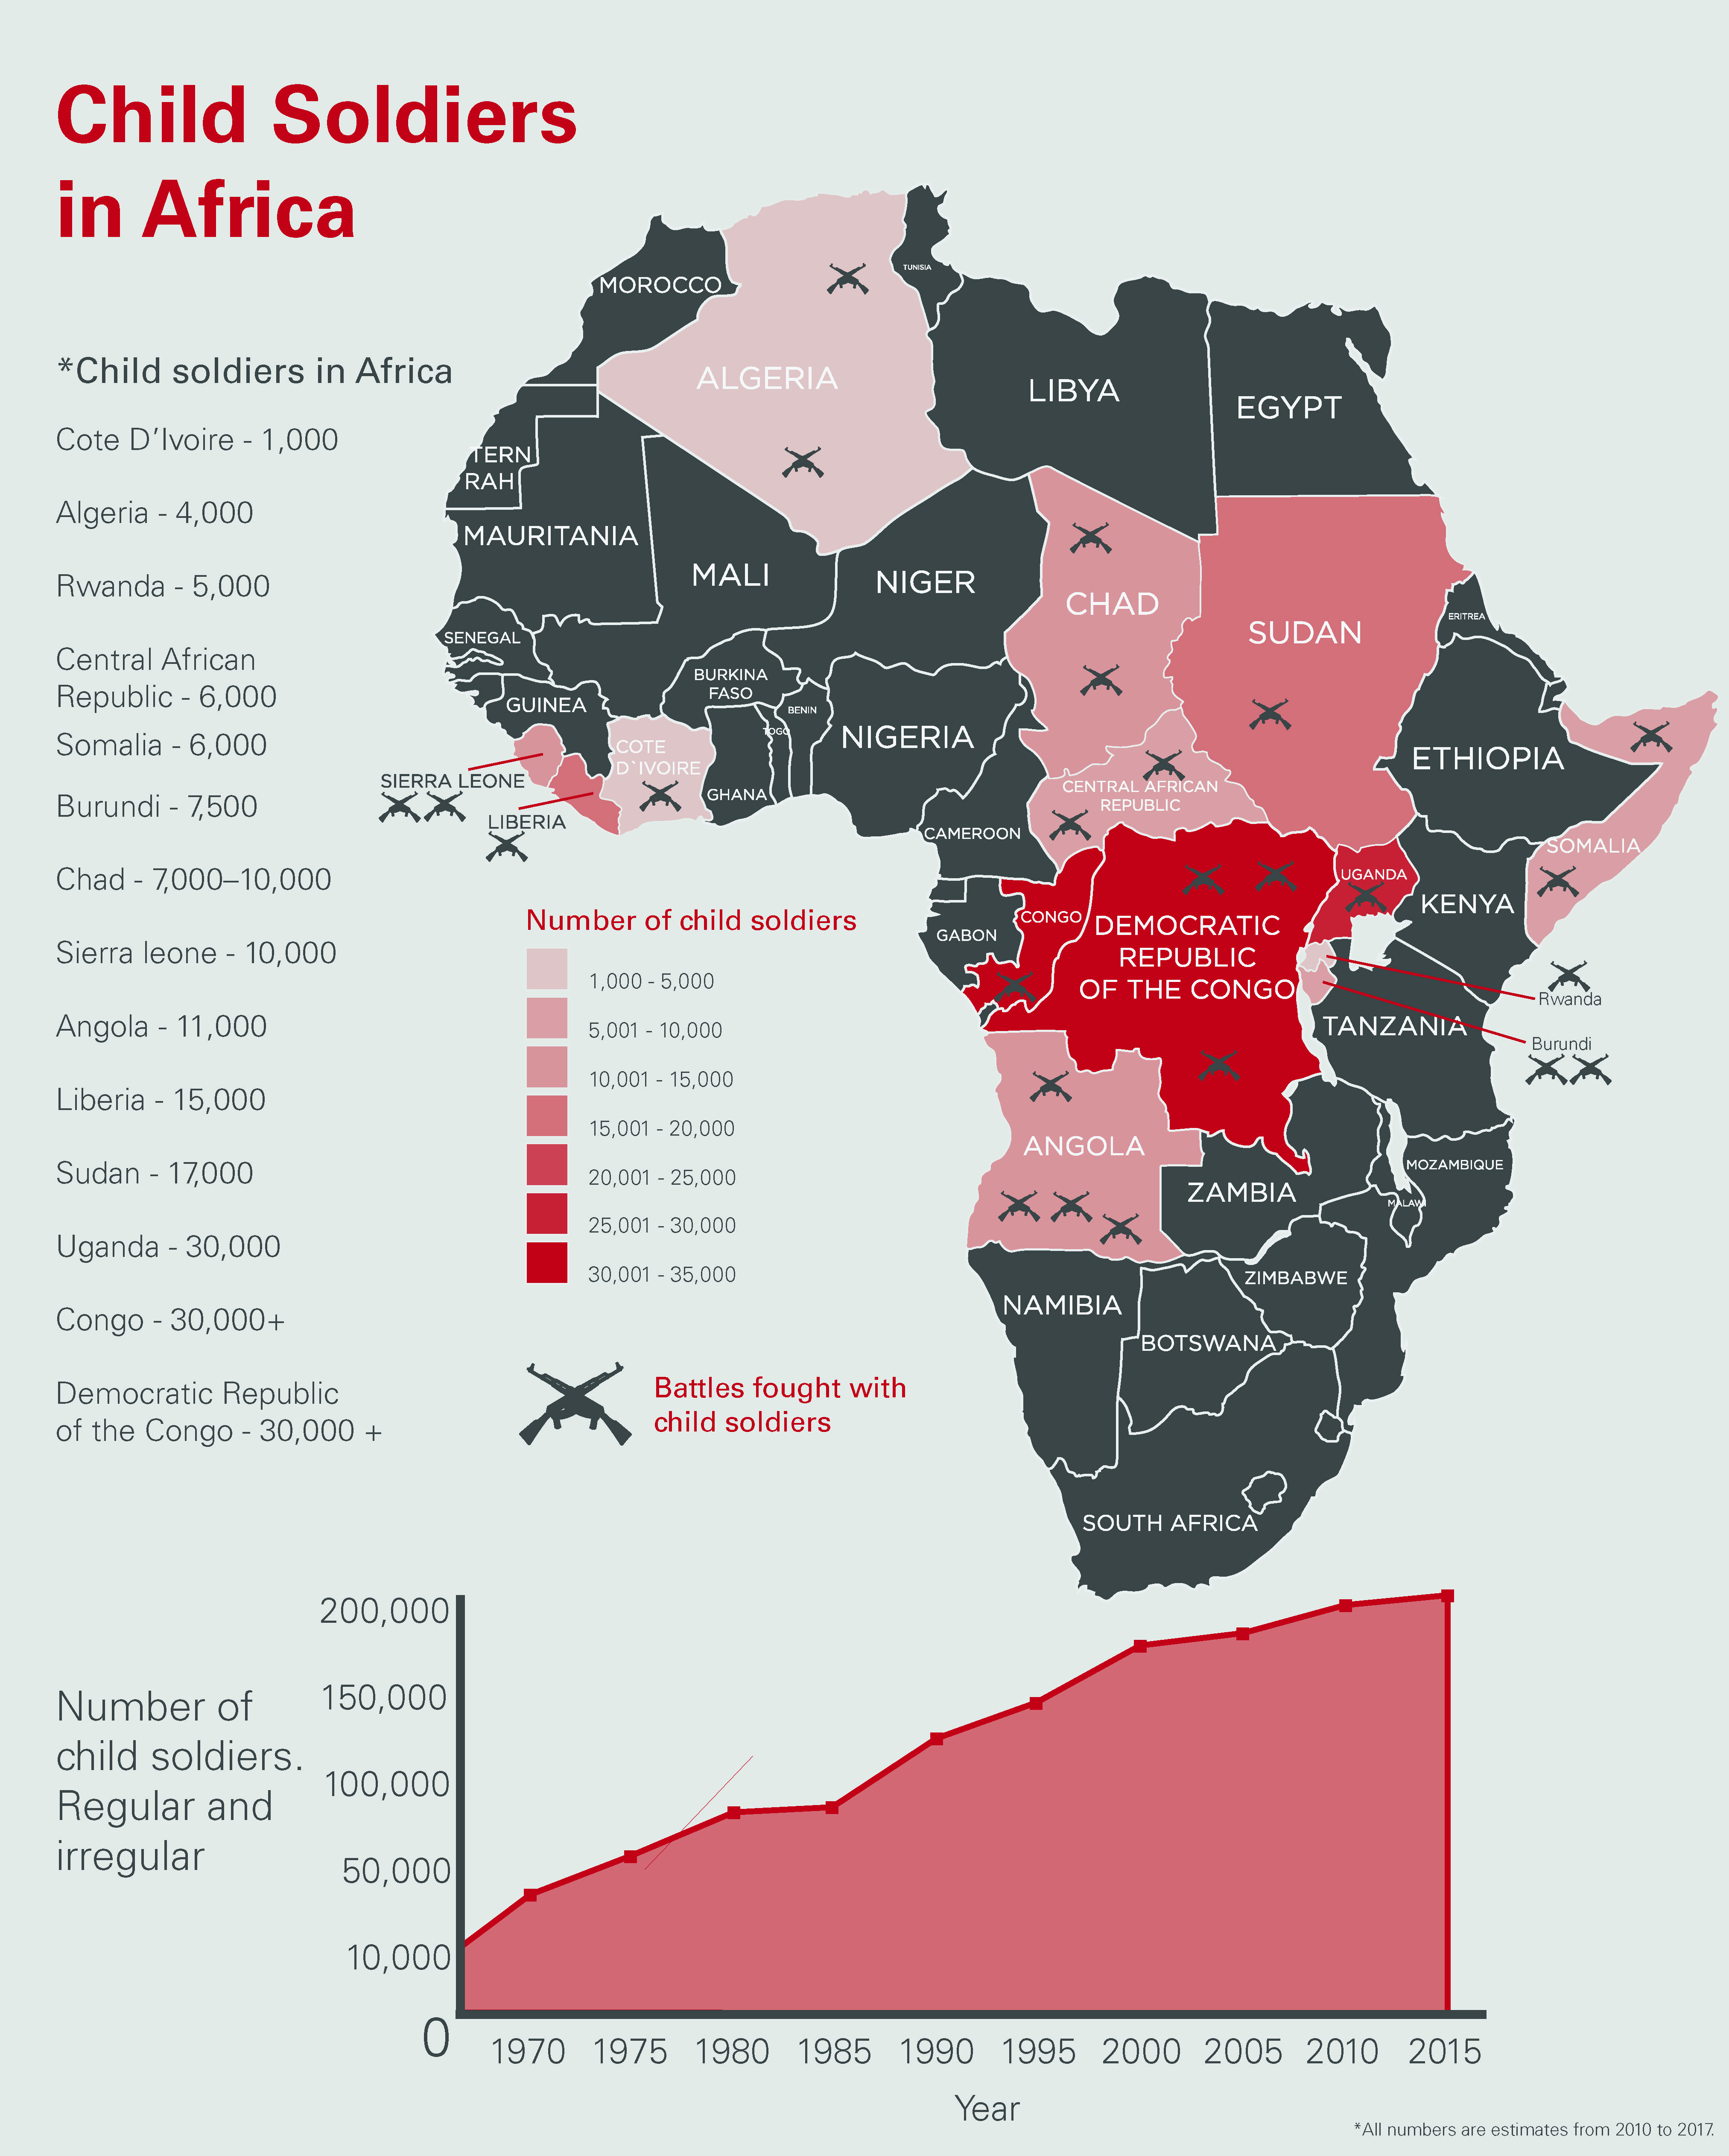 Child Soldiers
in Africa
*Child soldiers in Africa
Cote D’Ivoire - 1,000
Algeria - 4,000
Rwanda - 5,000
Central African
Republic - 6,000
Somalia - 6,000
Burundi - 7,500
Chad - 7,000–10,000
Sierra leone - 10,000
Angola - 11,000
Liberia - 15,000
Sudan - 17,000
Uganda - 30,000
Congo - 30,000+
Democratic Republic
of the Congo - 30,000 +
MOROCCO
TUNISIA
ALGERIA
LIBYA
EGYPT
TERN
RAH
MAURITANIA
MALI
NIGER
CHAD
SUDAN
ERITREA
SENEGAL
BURKINA
FASO
GUINEA
BENIN
TOGO
NIGERIA
COTE
D`IVOIRE
ETHIOPIA
SIERRA LEONE
GHANA
CENTRAL AFRICAN
REPUBLIC
LIBERIA
CAMEROON
SOMALIA
UGANDA
KENYA
CONGO
GABON
DEMOCRATIC
REPUBLIC
OF THE CONGO
Rwanda
TANZANIA
Burundi
ANGOLA
MOZAMBIQUE
ZAMBIA
MALAWI
ZIMBABWE
NAMIBIA
BOTSWANA
SOUTH AFRICA
Number of child soldiers
1,000 - 5,000
5,001 - 10,000
10,001 - 15,000
15,001 - 20,000
20,001 - 25,000
25,001 - 30,000
30,001 - 35,000
Battles fought with
child soldiers
Number of
child soldiers.
Regular and
irregular
200,000
150,000
100,000
50,000
10,000
0
1970 1975 1980 1985 1990 1995 2000 2005 2010 2015
Year
*All numbers are estimates from 2010 to 2017.